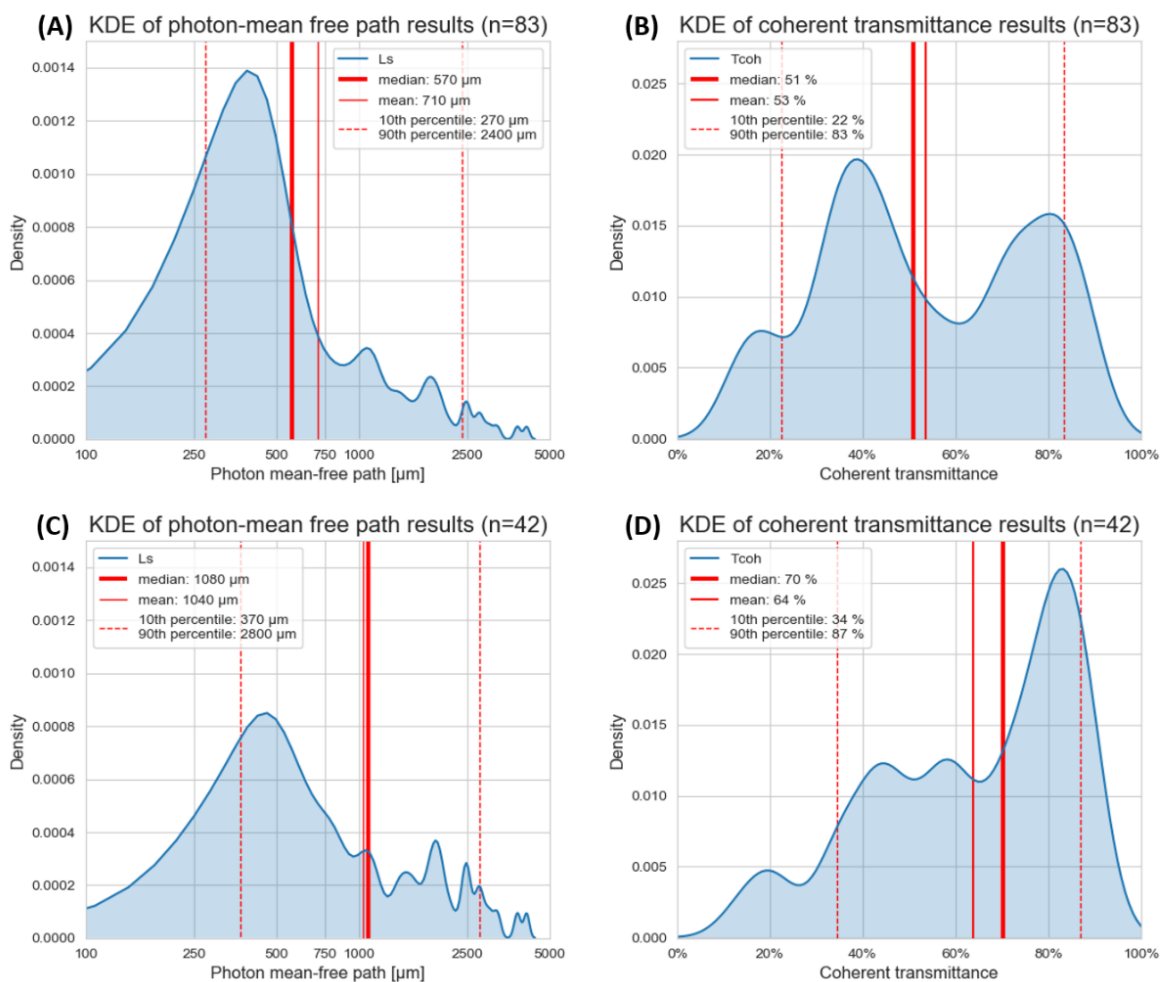 (A) KDE of photon-mean free path results (n=83)
0.0014
0.0012
0.0010
0.0008
0.0006
0.0004
0.0002
0.0000
Density
Ls
median: 570 µm
mean: 710 µm
10th percentile: 270 µm
90th percentile: 2400 µm
100 250 500 750 1000 2500 5000
Photon mean-free path [µm]
(B) KDE of coherent transmittance results (n=83)
0.025
0.020
0.015
0.010
0.005
0.000
Density
Tcoh
median: 51 %
mean: 53 %
10th percentile: 22 %
90th percentile: 83 %
0% 20% 40% 60% 80% 100%
Coherent transmittance
(C) KDE of photon-mean free path results (n=42)
0.0014
0.0012
0.0010
0.0008
0.0006
0.0004
0.0002
0.0000
Density
Ls
median: 1080 µm
mean: 1040 µm
10th percentile: 370 µm
90th percentile: 2800 µm
100 250 500 750 1000 2500 5000
Photon mean-free path [µm]
(D) KDE of coherent transmittance results (n=42)
0.025
0.020
0.015
0.010
0.005
0.000
Density
Tcoh
median: 70 %
mean: 64 %
10th percentile: 34 %
90th percentile: 87 %
0% 20% 40% 60% 80% 100%
Coherent transmittance